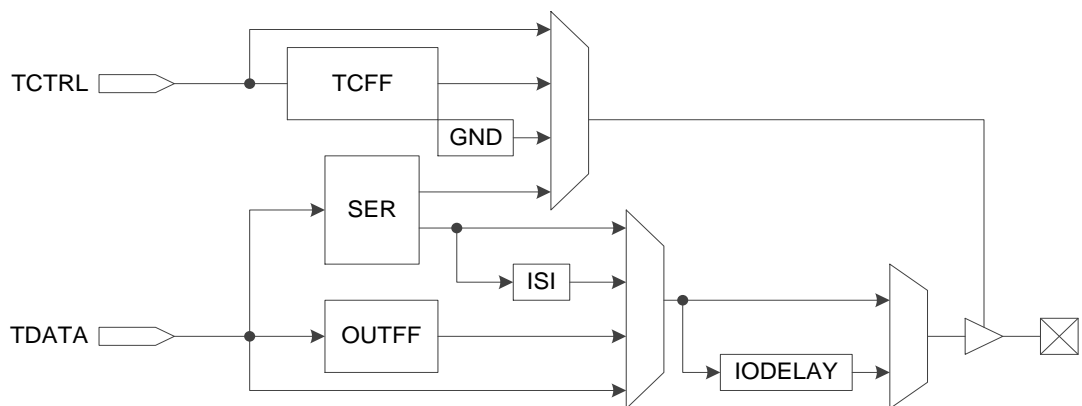 TCTRL
TCFF
GND
SER
ISI
TDATA
OUTFF
IODELAY